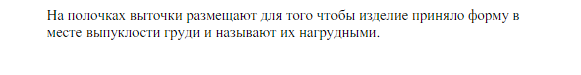 На полочках выточки размещают для того чтобы изделие приняло форму в
месте выпуклости груди и называют их нагрудными.